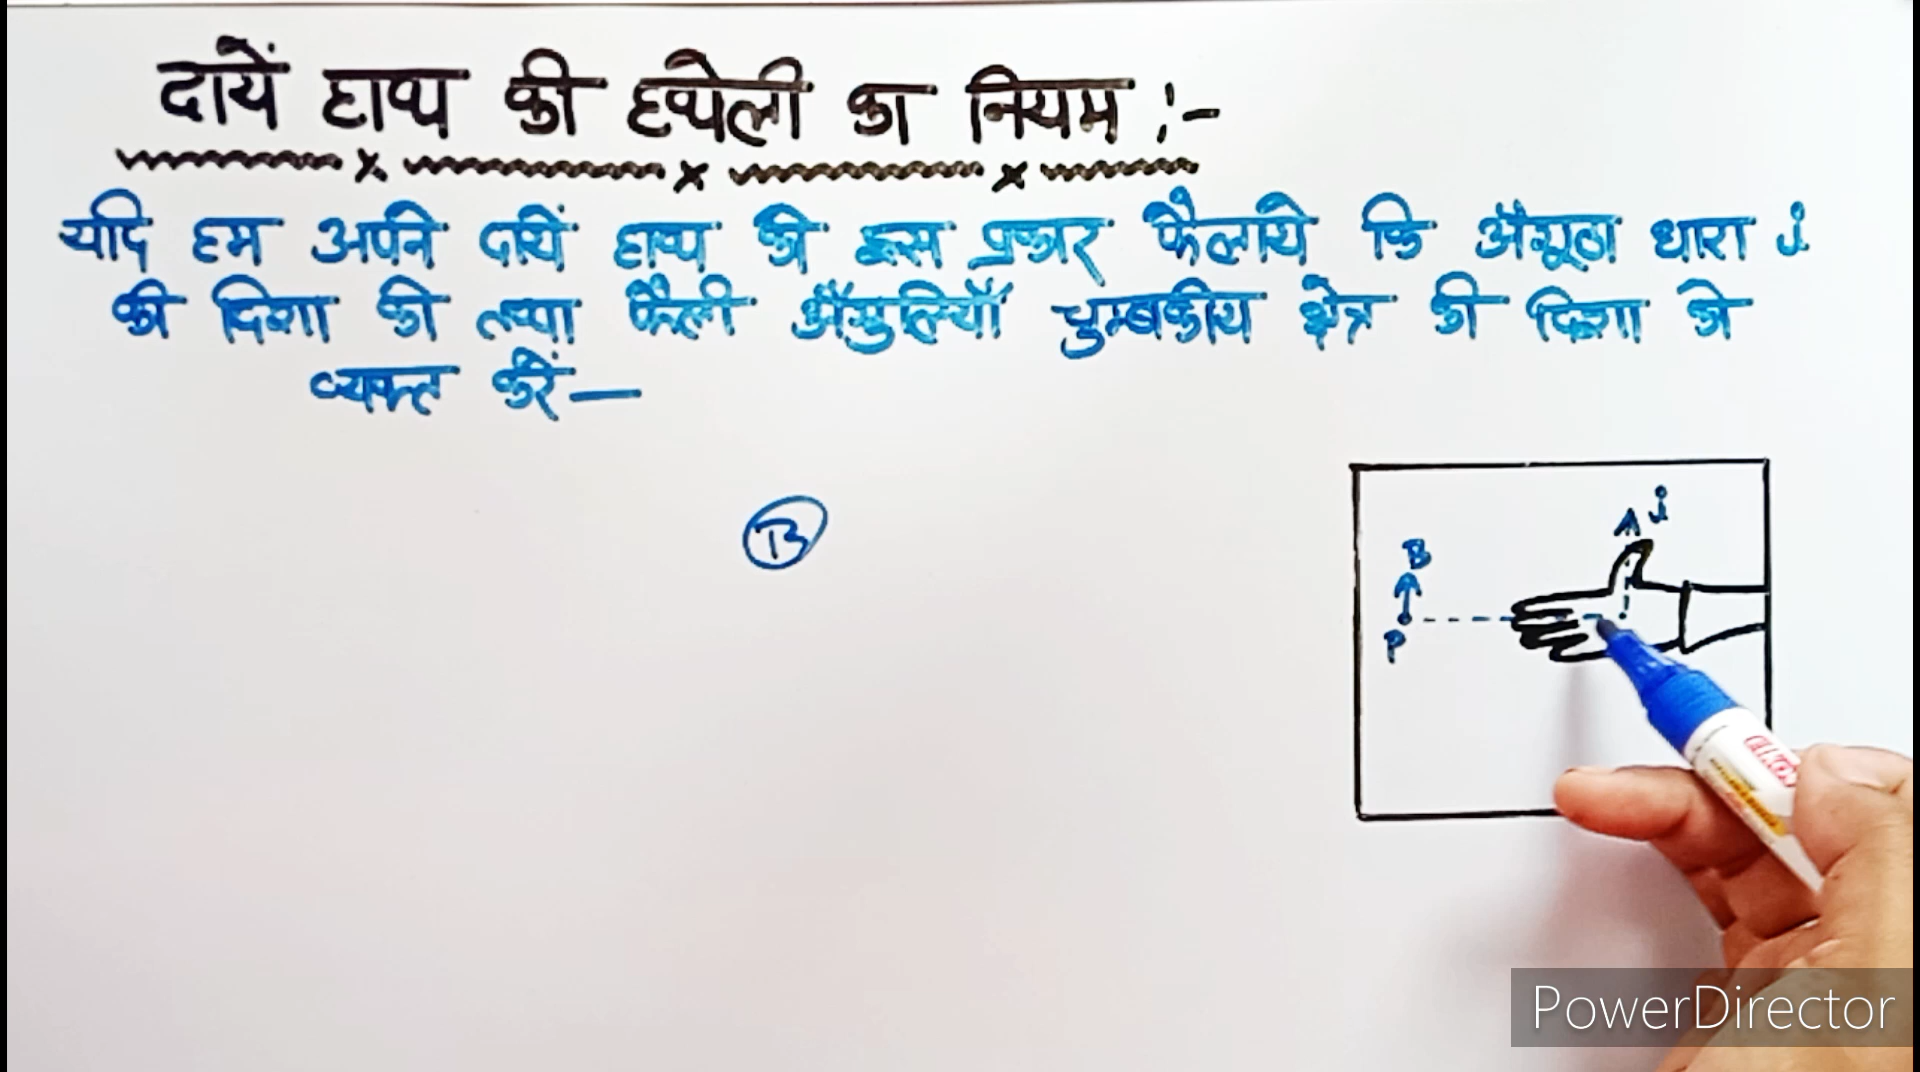 दायें हाथ की हथेली का नियम :-
यदि हम अपने दायें हाथ को इस प्रकार फैलाये कि अँगूठा धारा i
की दिशा की तथा फैली अँगुलियाँ चुम्बकीय क्षेत्र की दिशा को
व्यक्त करें—
B
i
B
P
PowerDirector